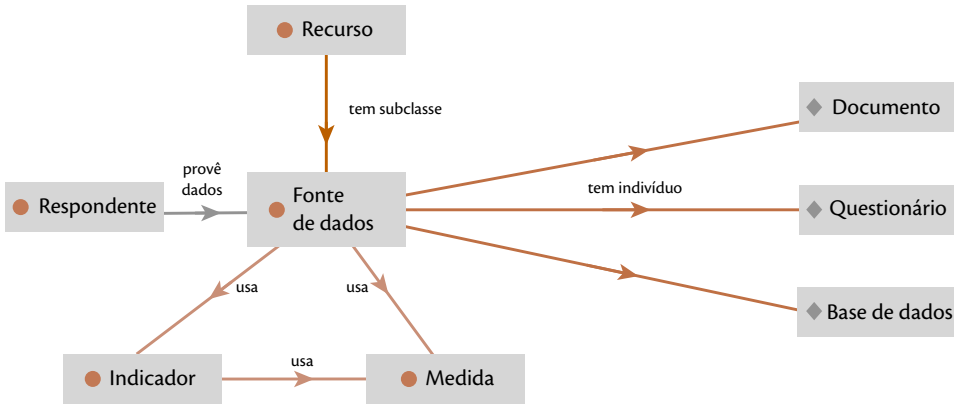 Recurso
tem subclasse
Documento
provê
dados
tem indivíduo
Respondente
Fonte
de dados
Questionário
usa
usa
Base de dados
usa
Indicador
Medida